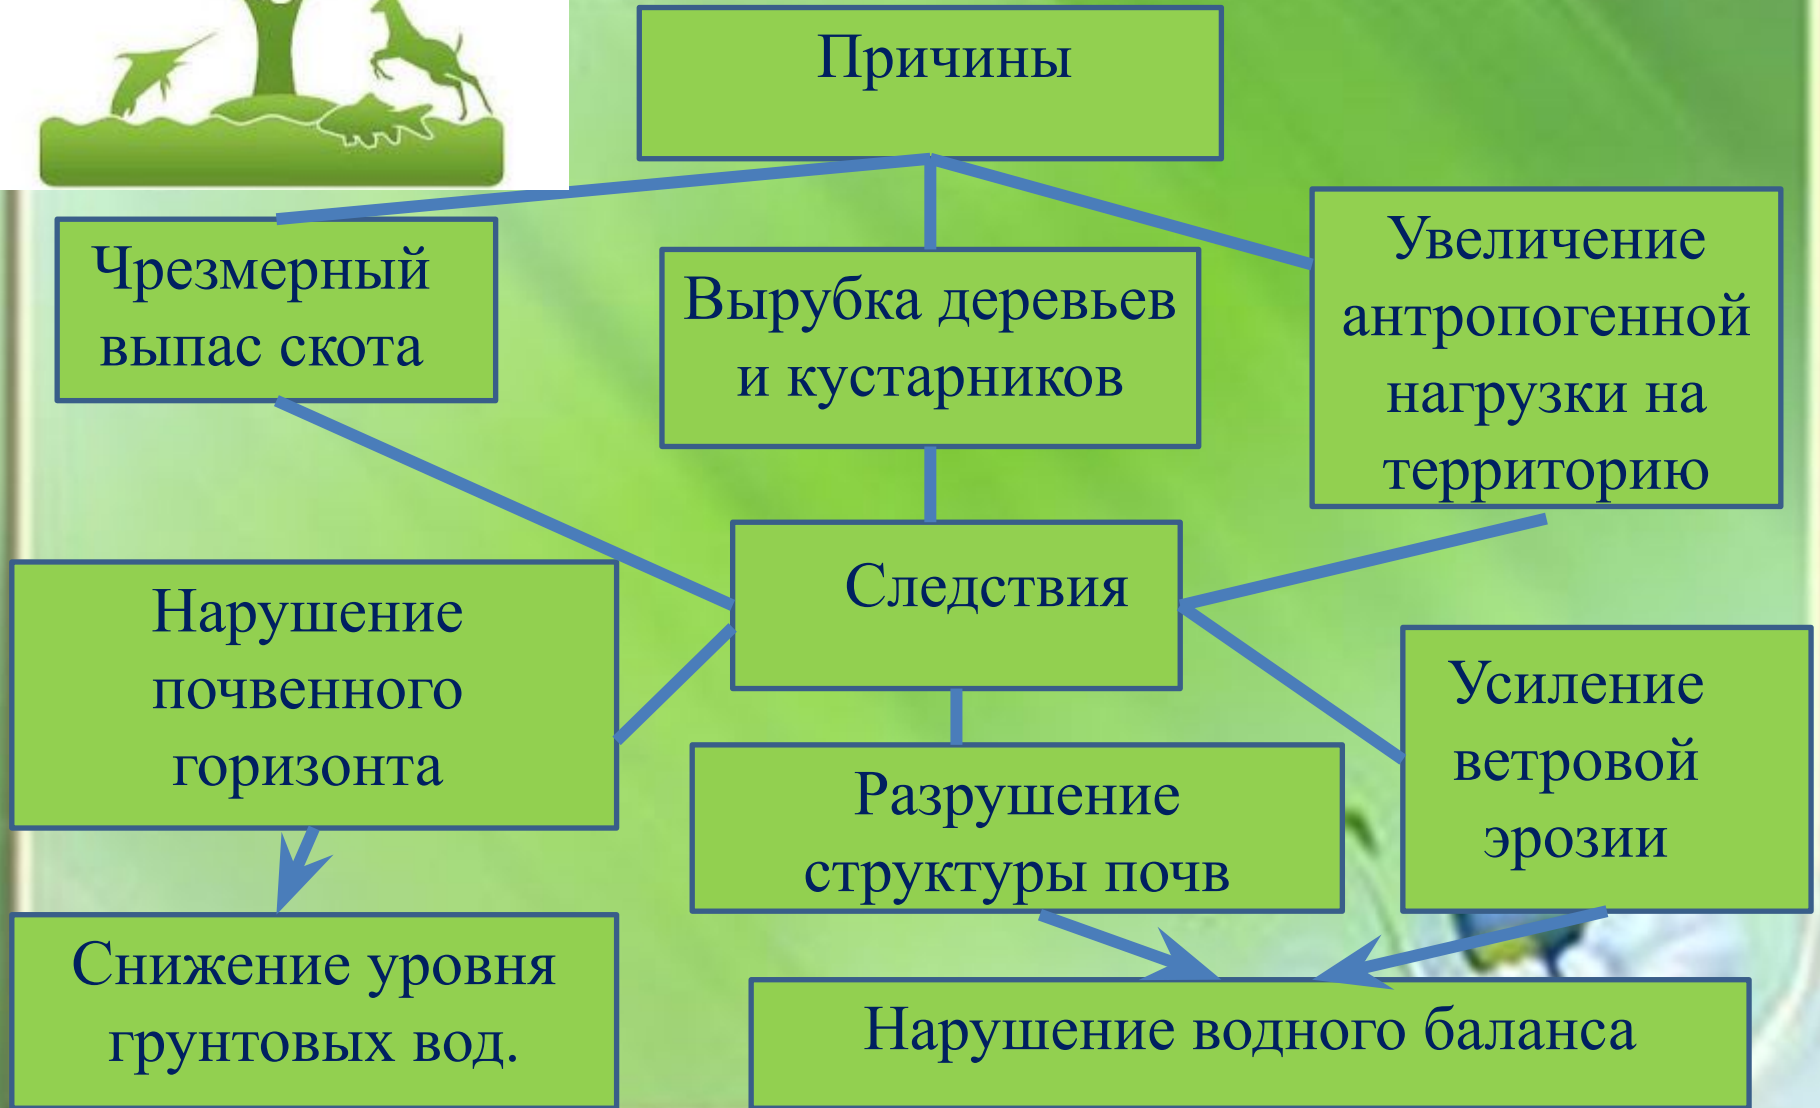 Причины
Чрезмерный
выпас скота
Вырубка деревьев
и кустарников
Увеличение
антропогенной
нагрузки на
территорию
Следствия
Нарушение
почвенного
горизонта
Разрушение
структуры почв
Усиление
ветровой
эрозии
Снижение уровня
грунтовых вод.
Нарушение водного баланса